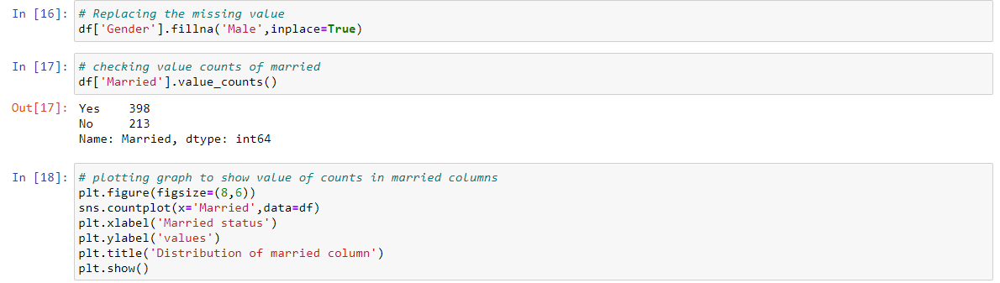 In [16]: # Replacing the missing value
df['Gender'].fillna('Male',inplace=True)
In [17]: # checking value counts of married
df['Married'].value_counts()
Out[17]: Yes    398
No     213
Name: Married, dtype: int64
In [18]: # plotting graph to show value of counts in married columns
plt.figure(figsize=(8,6))
sns.countplot(x='Married',data=df)
plt.xlabel('Married status')
plt.ylabel('values')
plt.title('Distribution of married column')
plt.show()